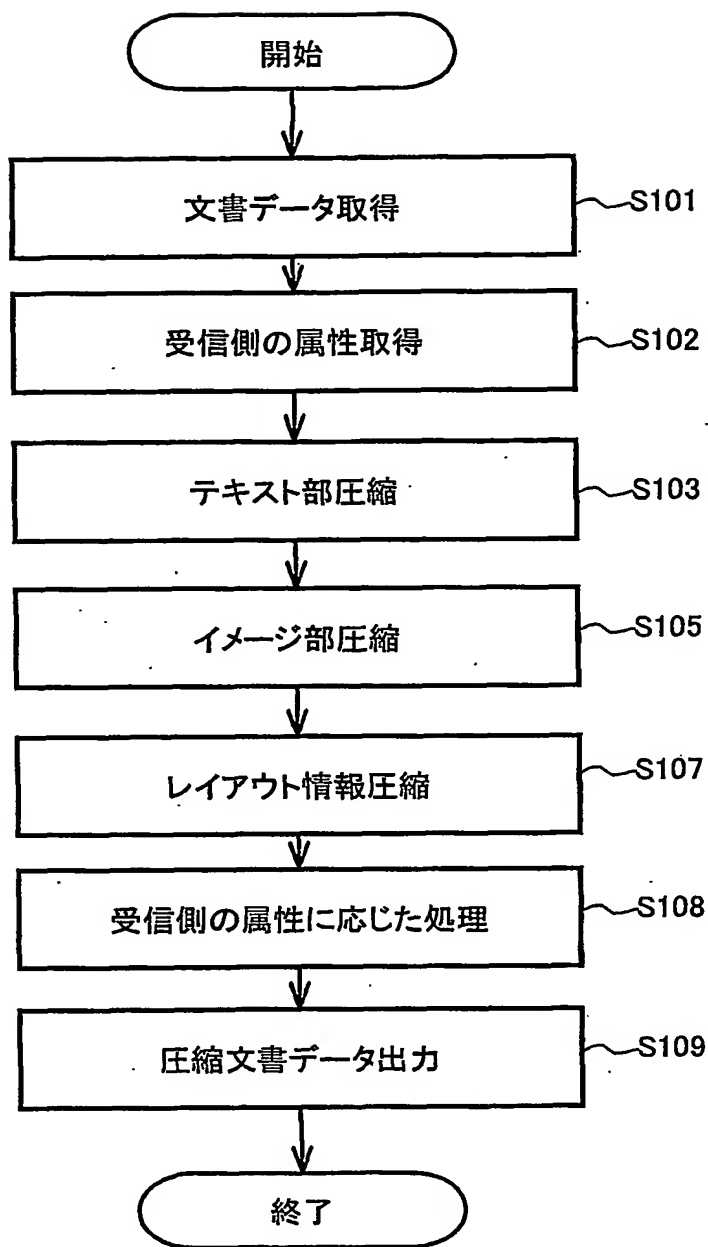 開始
文書データ取得 S101
受信側の属性取得 S102
テキスト部圧縮 S103
イメージ部圧縮 S105
レイアウト情報圧縮 S107
受信側の属性に応じた処理 S108
圧縮文書データ出力 S109
終了